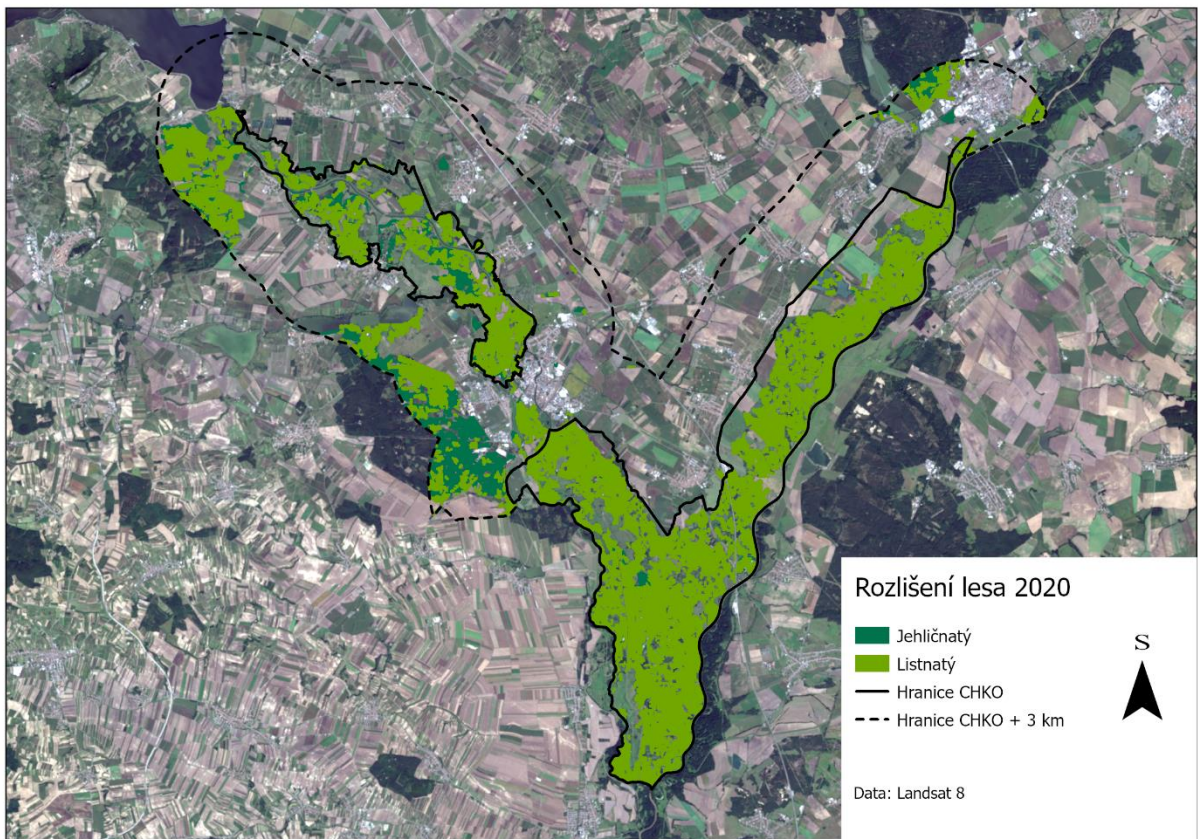 Rozlišení lesa 2020
Jehličnatý
Listnatý
Hranice CHKO
Hranice CHKO + 3 km
S
Data: Landsat 8